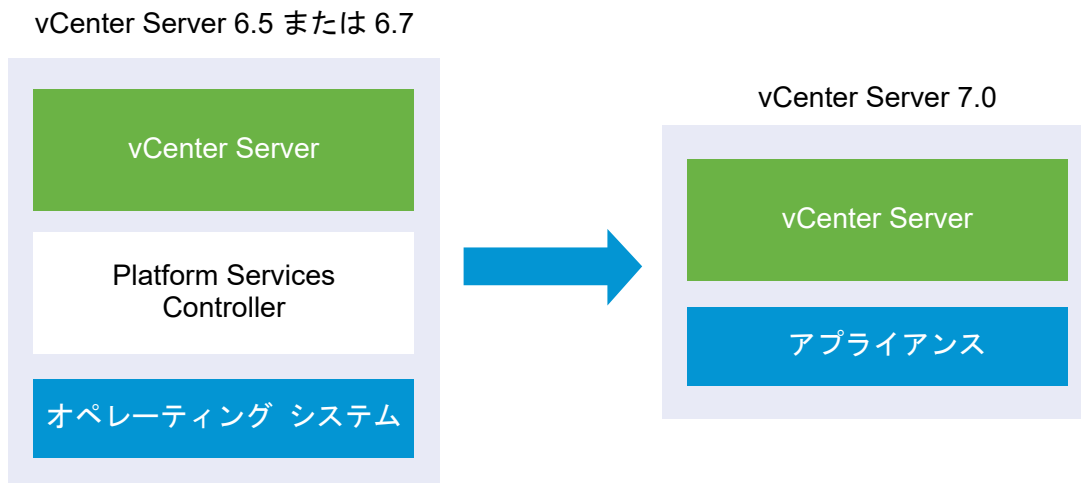 vCenter Server 6.5 または 6.7
vCenter Server
Platform Services
Controller
オペレーティング システム
vCenter Server 7.0
vCenter Server
アプライアンス